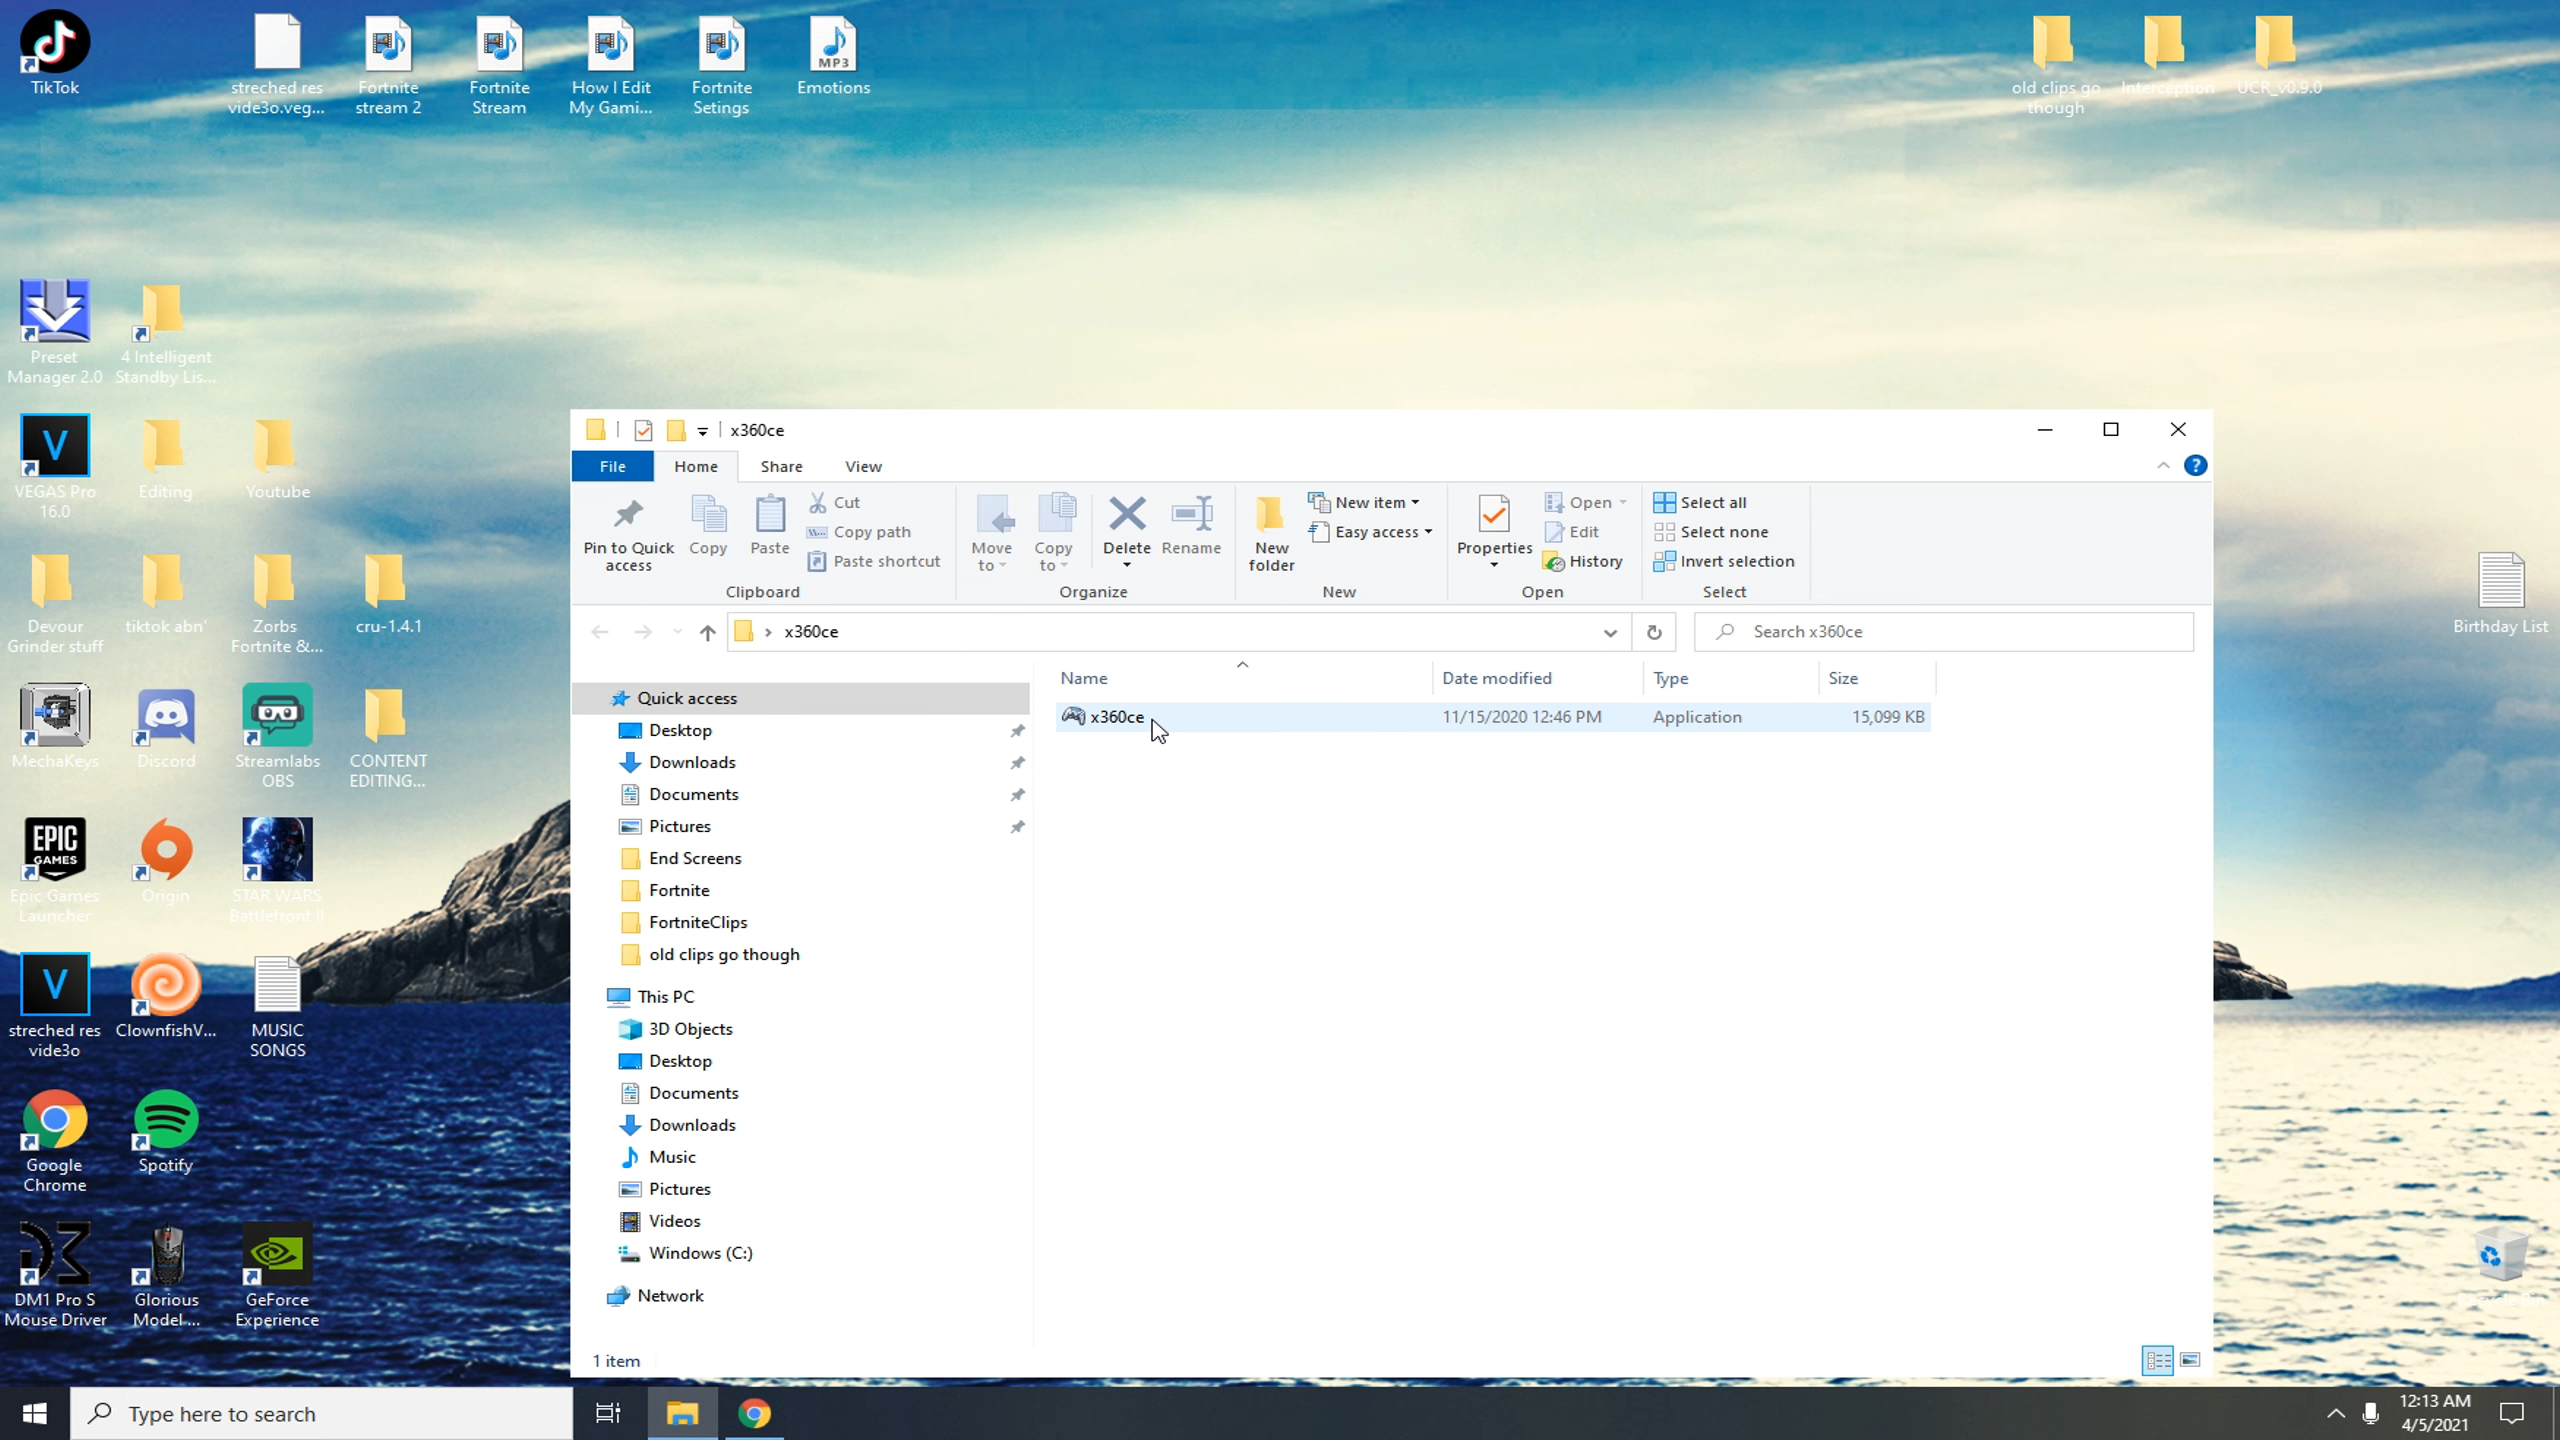 TikTok
streched res
vide3o.veg...
Fortnite
stream 2
Fortnite
Stream
How I Edit
My Gami...
Fortnite
Setings
MP3
Emotions
old clips go
though
Interception
UCR_v0.9.0
Preset
Manager 2.0
4 Intelligent
Standby Lis...
V
VEGAS Pro
16.0
Editing
Youtube
Devour
Grinder stuff
tiktok abn'
Zorbs
Fortnite &...
cru-1.4.1
MechaKeys
Discord
Streamlabs
OBS
CONTENT
EDITING...
EPIC
GAMES
Epic Games
Launcher
Origin
STAR WARS
Battlefront II
V
streched res
vide3o
ClownfishV...
MUSIC
SONGS
Google
Chrome
Spotify
DM1 Pro S
Mouse Driver
Glorious
Model ...
GeForce
Experience
Birthday List
x360ce
File
Home
Share
View
Pin to Quick
access
Copy
Paste
Cut
Copy path
Paste shortcut
Clipboard
Move
to
Copy
to
Delete
Rename
Organize
New
folder
New item
Easy access
New
Properties
Open
Edit
History
Open
Select all
Select none
Invert selection
Select
x360ce
Search x360ce
Quick access
Desktop
Downloads
Documents
Pictures
End Screens
Fortnite
FortniteClips
old clips go though
This PC
3D Objects
Desktop
Documents
Downloads
Music
Pictures
Videos
Windows (C:)
Network
Name
Date modified
Type
Size
x360ce
11/15/2020 12:46 PM
Application
15,099 KB
1 item
Type here to search
12:13 AM
4/5/2021